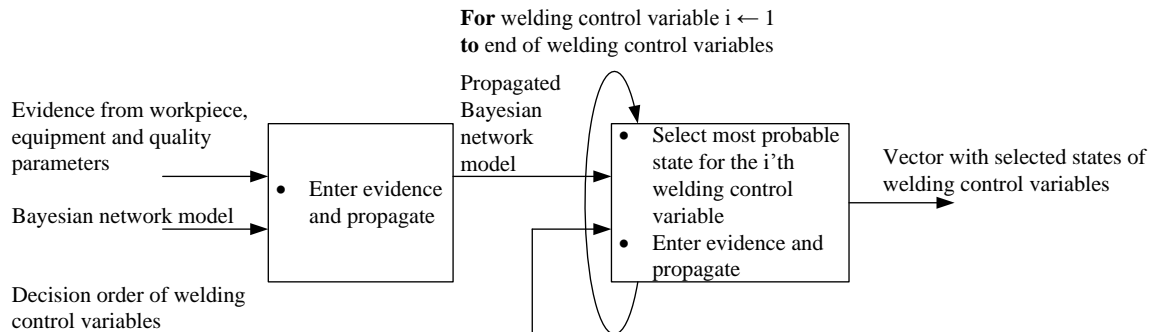 For welding control variable i ← 1
to end of welding control variables
Evidence from workpiece,
equipment and quality
parameters
Bayesian network model
Decision order of welding
control variables
• Enter evidence
and propagate
Propagated
Bayesian
network
model
• Select most probable
state for the i'th
welding control
variable
• Enter evidence and
propagate
Vector with selected states of
welding control variables